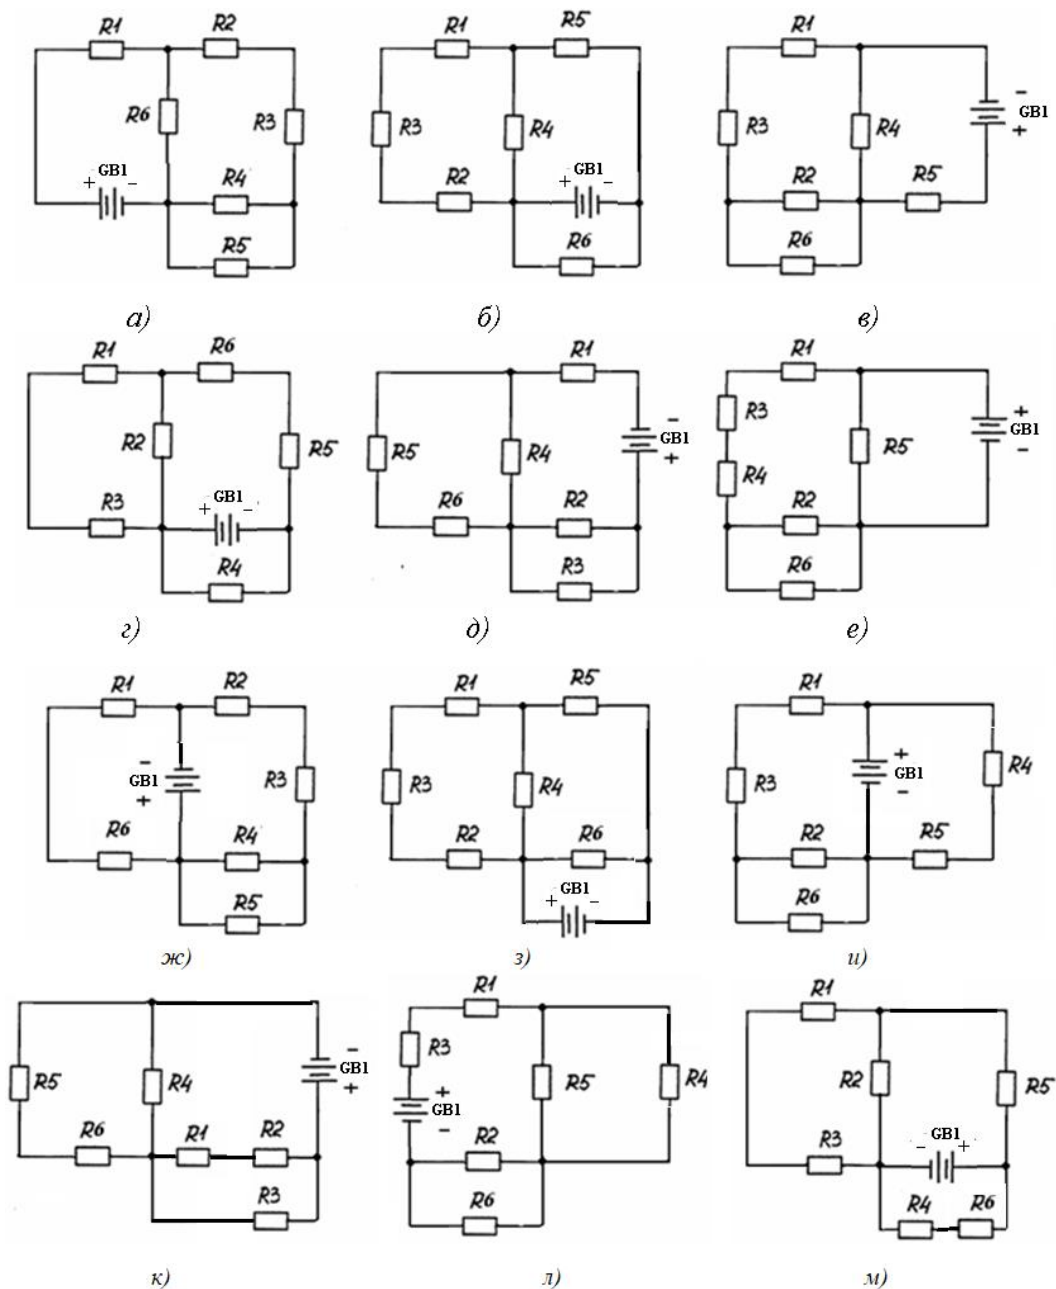 R1 R2
R6 R3
+ GB1 −
R4
R5
а)
R1 R5
R3 R4
R2 + GB1 −
R6
б)
R1
−
GB1
+
R3 R4
R2 R5
R6
в)
R1 R6
R2 R5
R3 + GB1 −
R4
г)
R1
−
GB1
+
R5 R4
R6 R2
R3
д)
R1
R3
+
GB1
−
R4 R5
R2
R6
е)
R1 R2
−
GB1
+
R3
R6 R4
R5
ж)
R1 R5
R3 R4
R2 R6
+ GB1 −
з)
R1
+
GB1
−
R3 R4
R2 R5
R6
и)
−
GB1
+
R5 R4
R6 R1 R2
R3
к)
R1
R3
+
GB1
−
R5 R4
R2
R6
л)
R1
R2 R5
R3 − GB1 +
R4 R6
м)